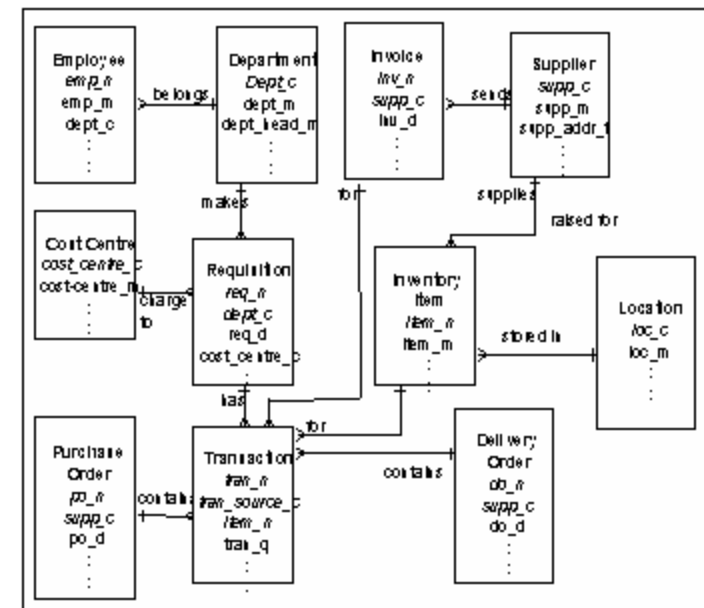 Employee
emp_n
emp_m
dept_c
belongs
Department
Dept_c
dept_m
dept_head_m
Invoice
Inv_n
supp_c
inu_d
sends
Supplier
supp_c
supp_m
supp_addr_1
makes
for
supplies
raised for
Cost Centre
cost_centre_c
cost-centre_m
charge
to
Requisition
req_n
dept_c
req_d
cost_centre_c
Inventory
Item
Item_n
Item_m
stored in
Location
loc_c
loc_m
has
for
Purchase
Order
po_n
supp_c
po_d
contains
Transaction
tran_n
tran_source_c
Item_n
tran_q
contains
Delivery
Order
supp_c
do_d